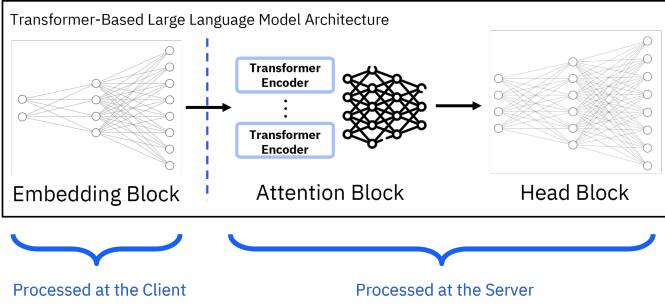 Transformer-Based Large Language Model Architecture
Transformer
Encoder
Transformer
Encoder
Embedding Block
Attention Block
Head Block
Processed at the Client
Processed at the Server